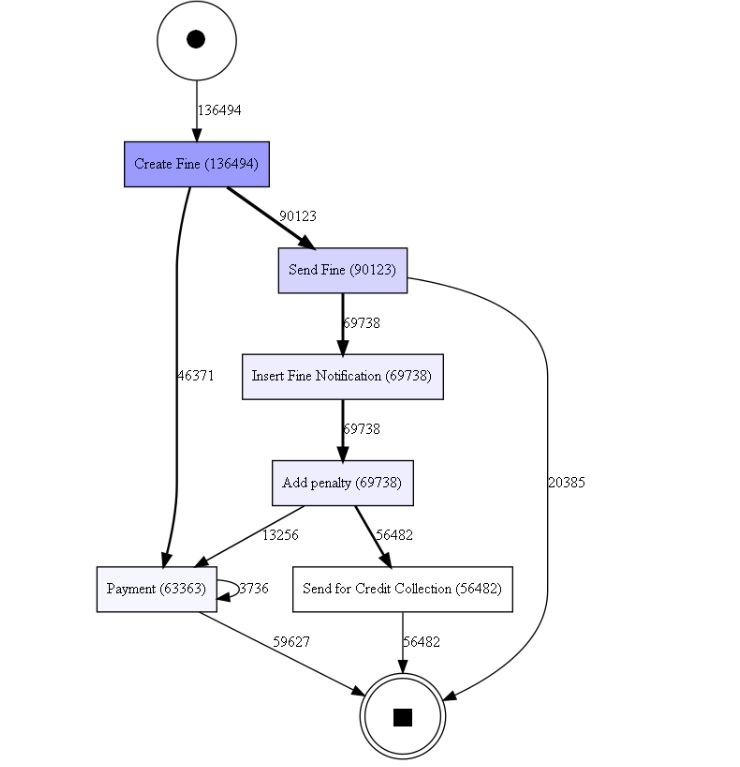 136494
Create Fine (136494)
90123
Send Fine (90123)
69738
46371
Insert Fine Notification (69738)
69738
Add penalty (69738)
20385
13256
56482
Payment (63363)
3736
Send for Credit Collection (56482)
59627
56482